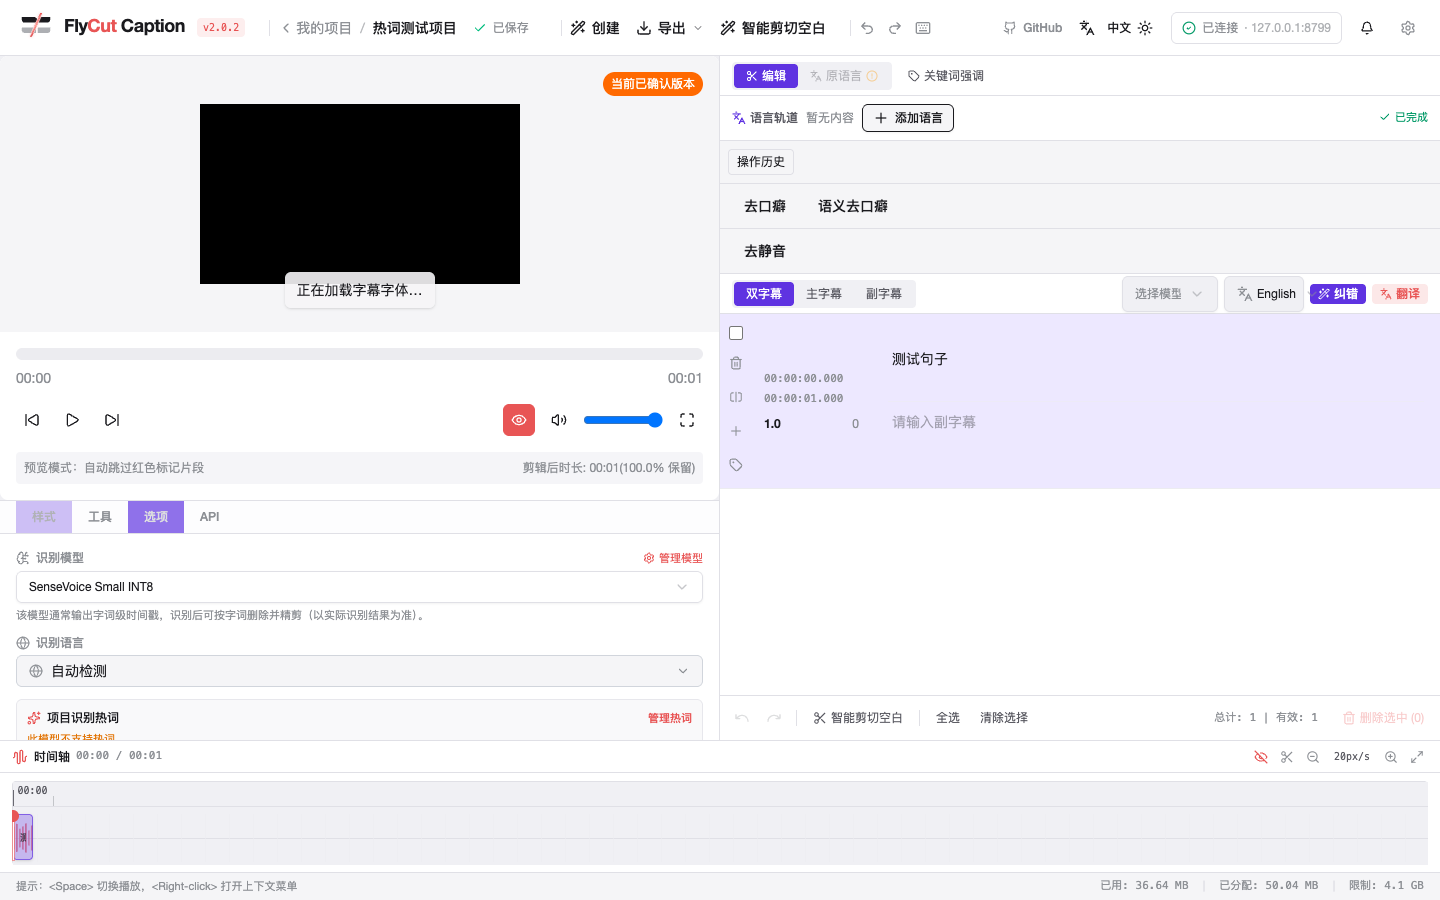 FlyCut Caption v2.0.2 我的项目 / 热词测试项目 已保存 创建 导出 智能剪切空白 GitHub 中文 已连接 · 127.0.0.1:8799
当前已确认版本
正在加载字幕字体...
00:00 00:01
预览模式：自动跳过红色标记片段 剪辑后时长: 00:01(100.0% 保留)
样式 工具 选项 API
识别模型 管理模型
SenseVoice Small INT8
该模型通常输出字词级时间戳，识别后可按字词删除并精剪（以实际识别结果为准）。
识别语言
自动检测
项目识别热词 管理热词
此模型不支持热词
编辑 原语言 关键词强调
语言轨道 暂无内容 添加语言 已完成
操作历史
去口癖 语义去口癖
去静音
双字幕 主字幕 副字幕 选择模型 English 纠错 翻译
测试句子
00:00:00.000
00:00:01.000
1.0 0 请输入副字幕
智能剪切空白 全选 清除选择 总计: 1 | 有效: 1 删除选中 (0)
时间轴 00:00 / 00:01 20px/s
00:00
提示：<Space> 切换播放，<Right-click> 打开上下文菜单 已用: 36.64 MB 已分配: 50.04 MB 限制: 4.1 GB